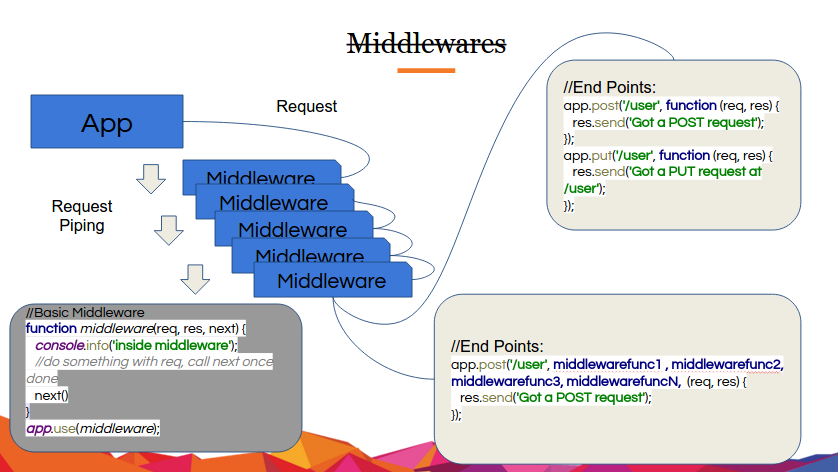 Middlewares
App
Request
Middleware
Middleware
Middleware
Middleware
Middleware
Request
Piping
//Basic Middleware
function middleware(req, res, next) {
console.info('inside middleware');
//do something with req, call next once
done
next()
}
app.use(middleware);
//End Points:
app.post('/user', function (req, res) {
res.send('Got a POST request');
});
app.put('/user', function (req, res) {
res.send('Got a PUT request at
/user');
});
//End Points:
app.post('/user', middlewarefunc1 , middlewarefunc2,
middlewarefunc3, middlewarefuncN, (req, res) {
res.send('Got a POST request');
});